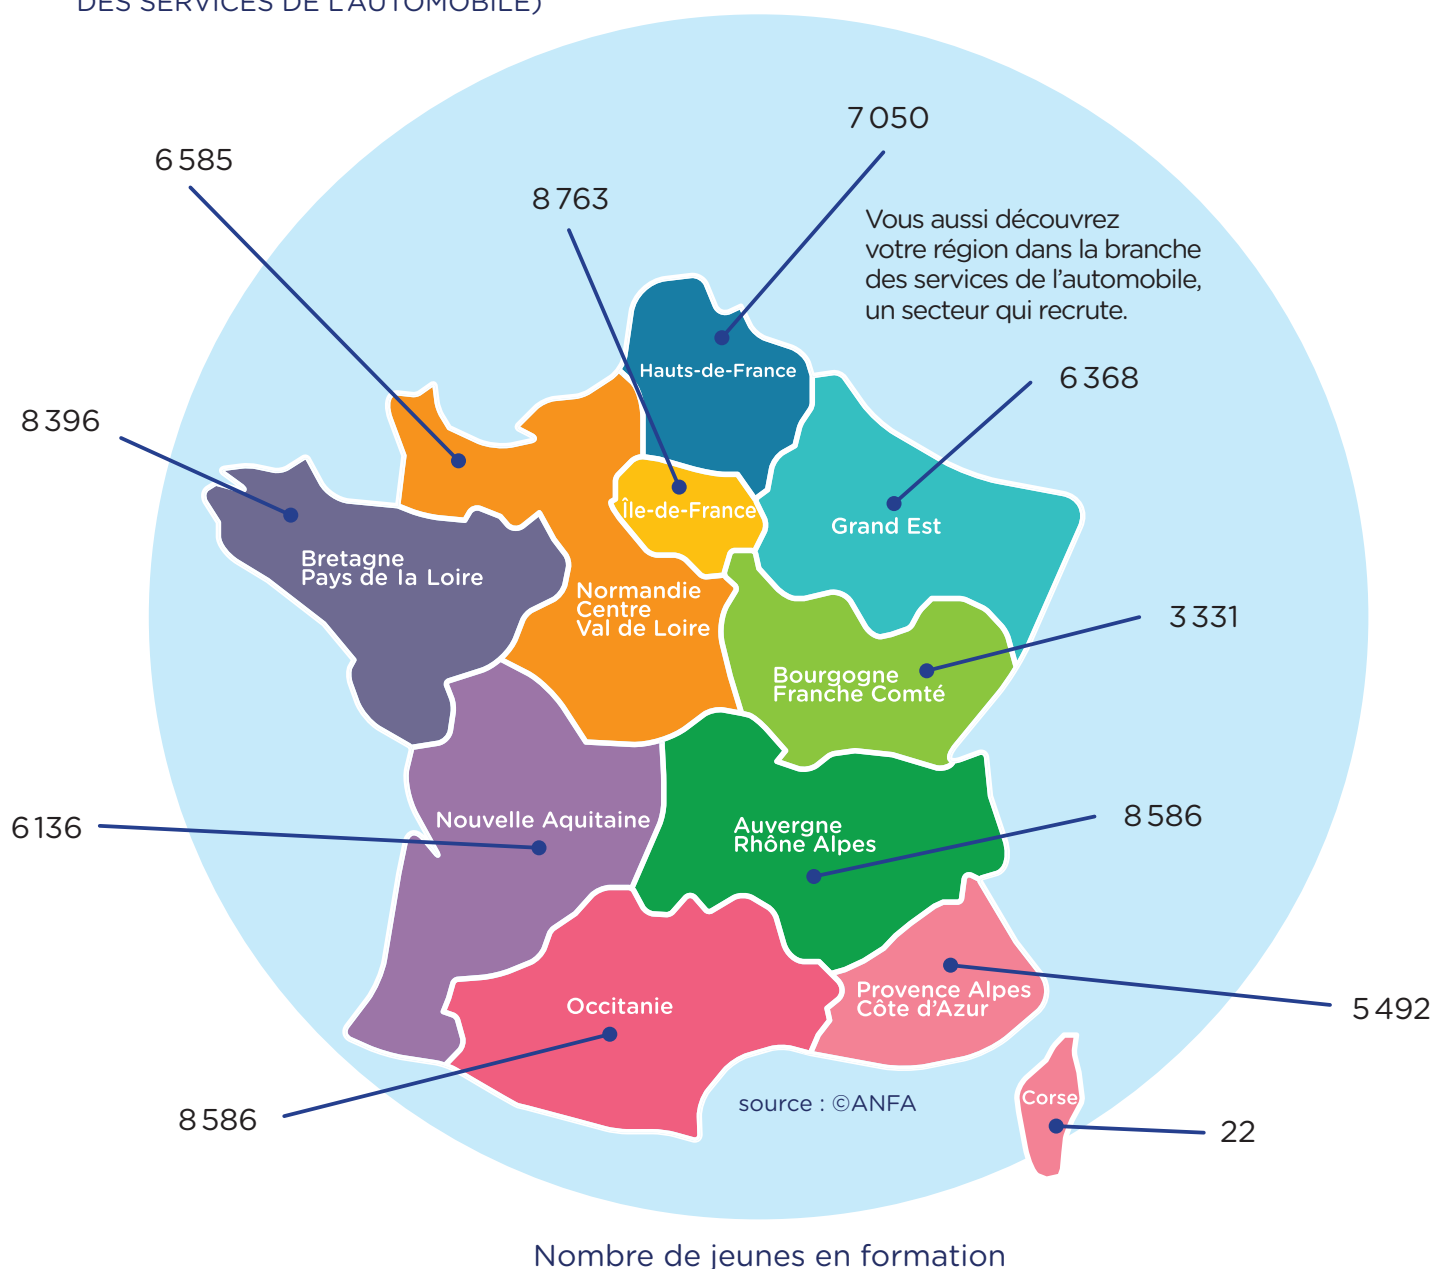 DES SERVICES DE L'AUTOMOBILE)
7 050
6 585
8 763
Vous aussi découvrez
votre région dans la branche
des services de l'automobile,
un secteur qui recrute.
Hauts-de-France
6 368
8 396
Île-de-France
Grand Est
Bretagne
Pays de la Loire
Normandie
Centre
Val de Loire
3 331
Bourgogne
Franche Comté
Nouvelle Aquitaine
6 136
Auvergne
Rhône Alpes
8 586
Provence Alpes
Côte d'Azur
Occitanie
5 492
source : ©ANFA
Corse
8 586
22
Nombre de jeunes en formation